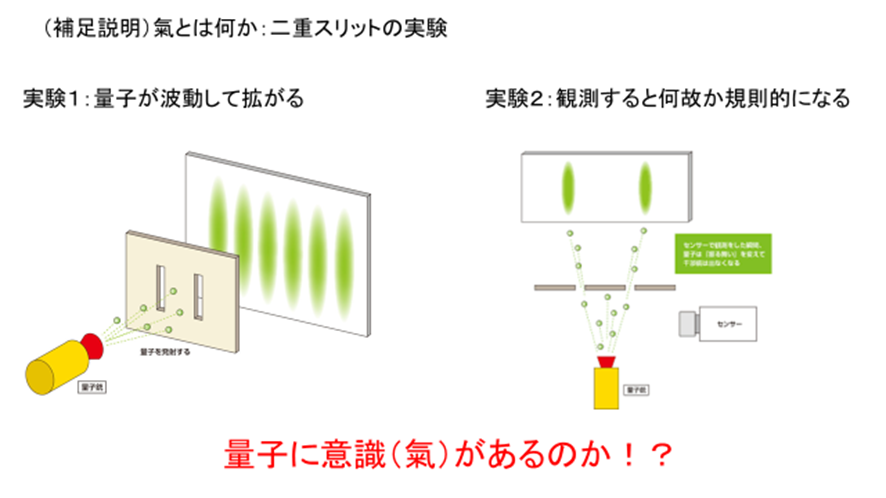 （補足説明）氣とは何か：二重スリットの実験
実験１：量子が波動して拡がる
実験２：観測すると何故か規則的になる
センサーで観測をした瞬間、
量子は「振る舞い」を変えて
干渉縞は出なくなる
センサー
量子を発射する
量子銃
量子銃
量子に意識（氣）があるのか！？